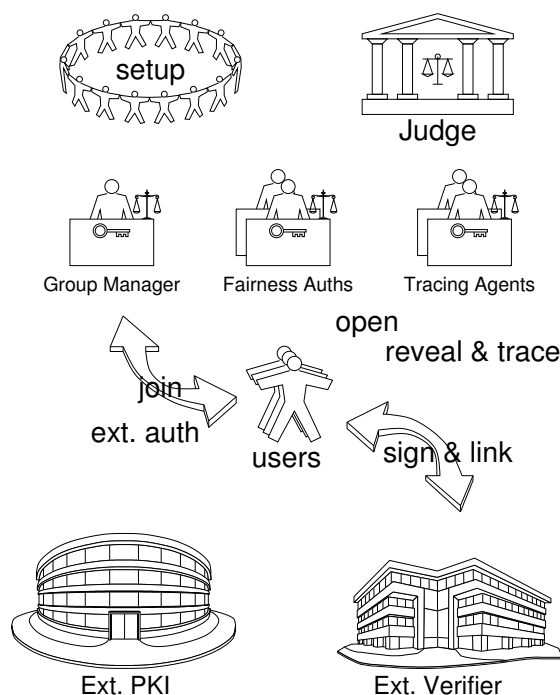 setup
Judge
Group Manager
Fairness Auths
Tracing Agents
open
reveal & trace
join
ext. auth
users
sign & link
Ext. PKI
Ext. Verifier